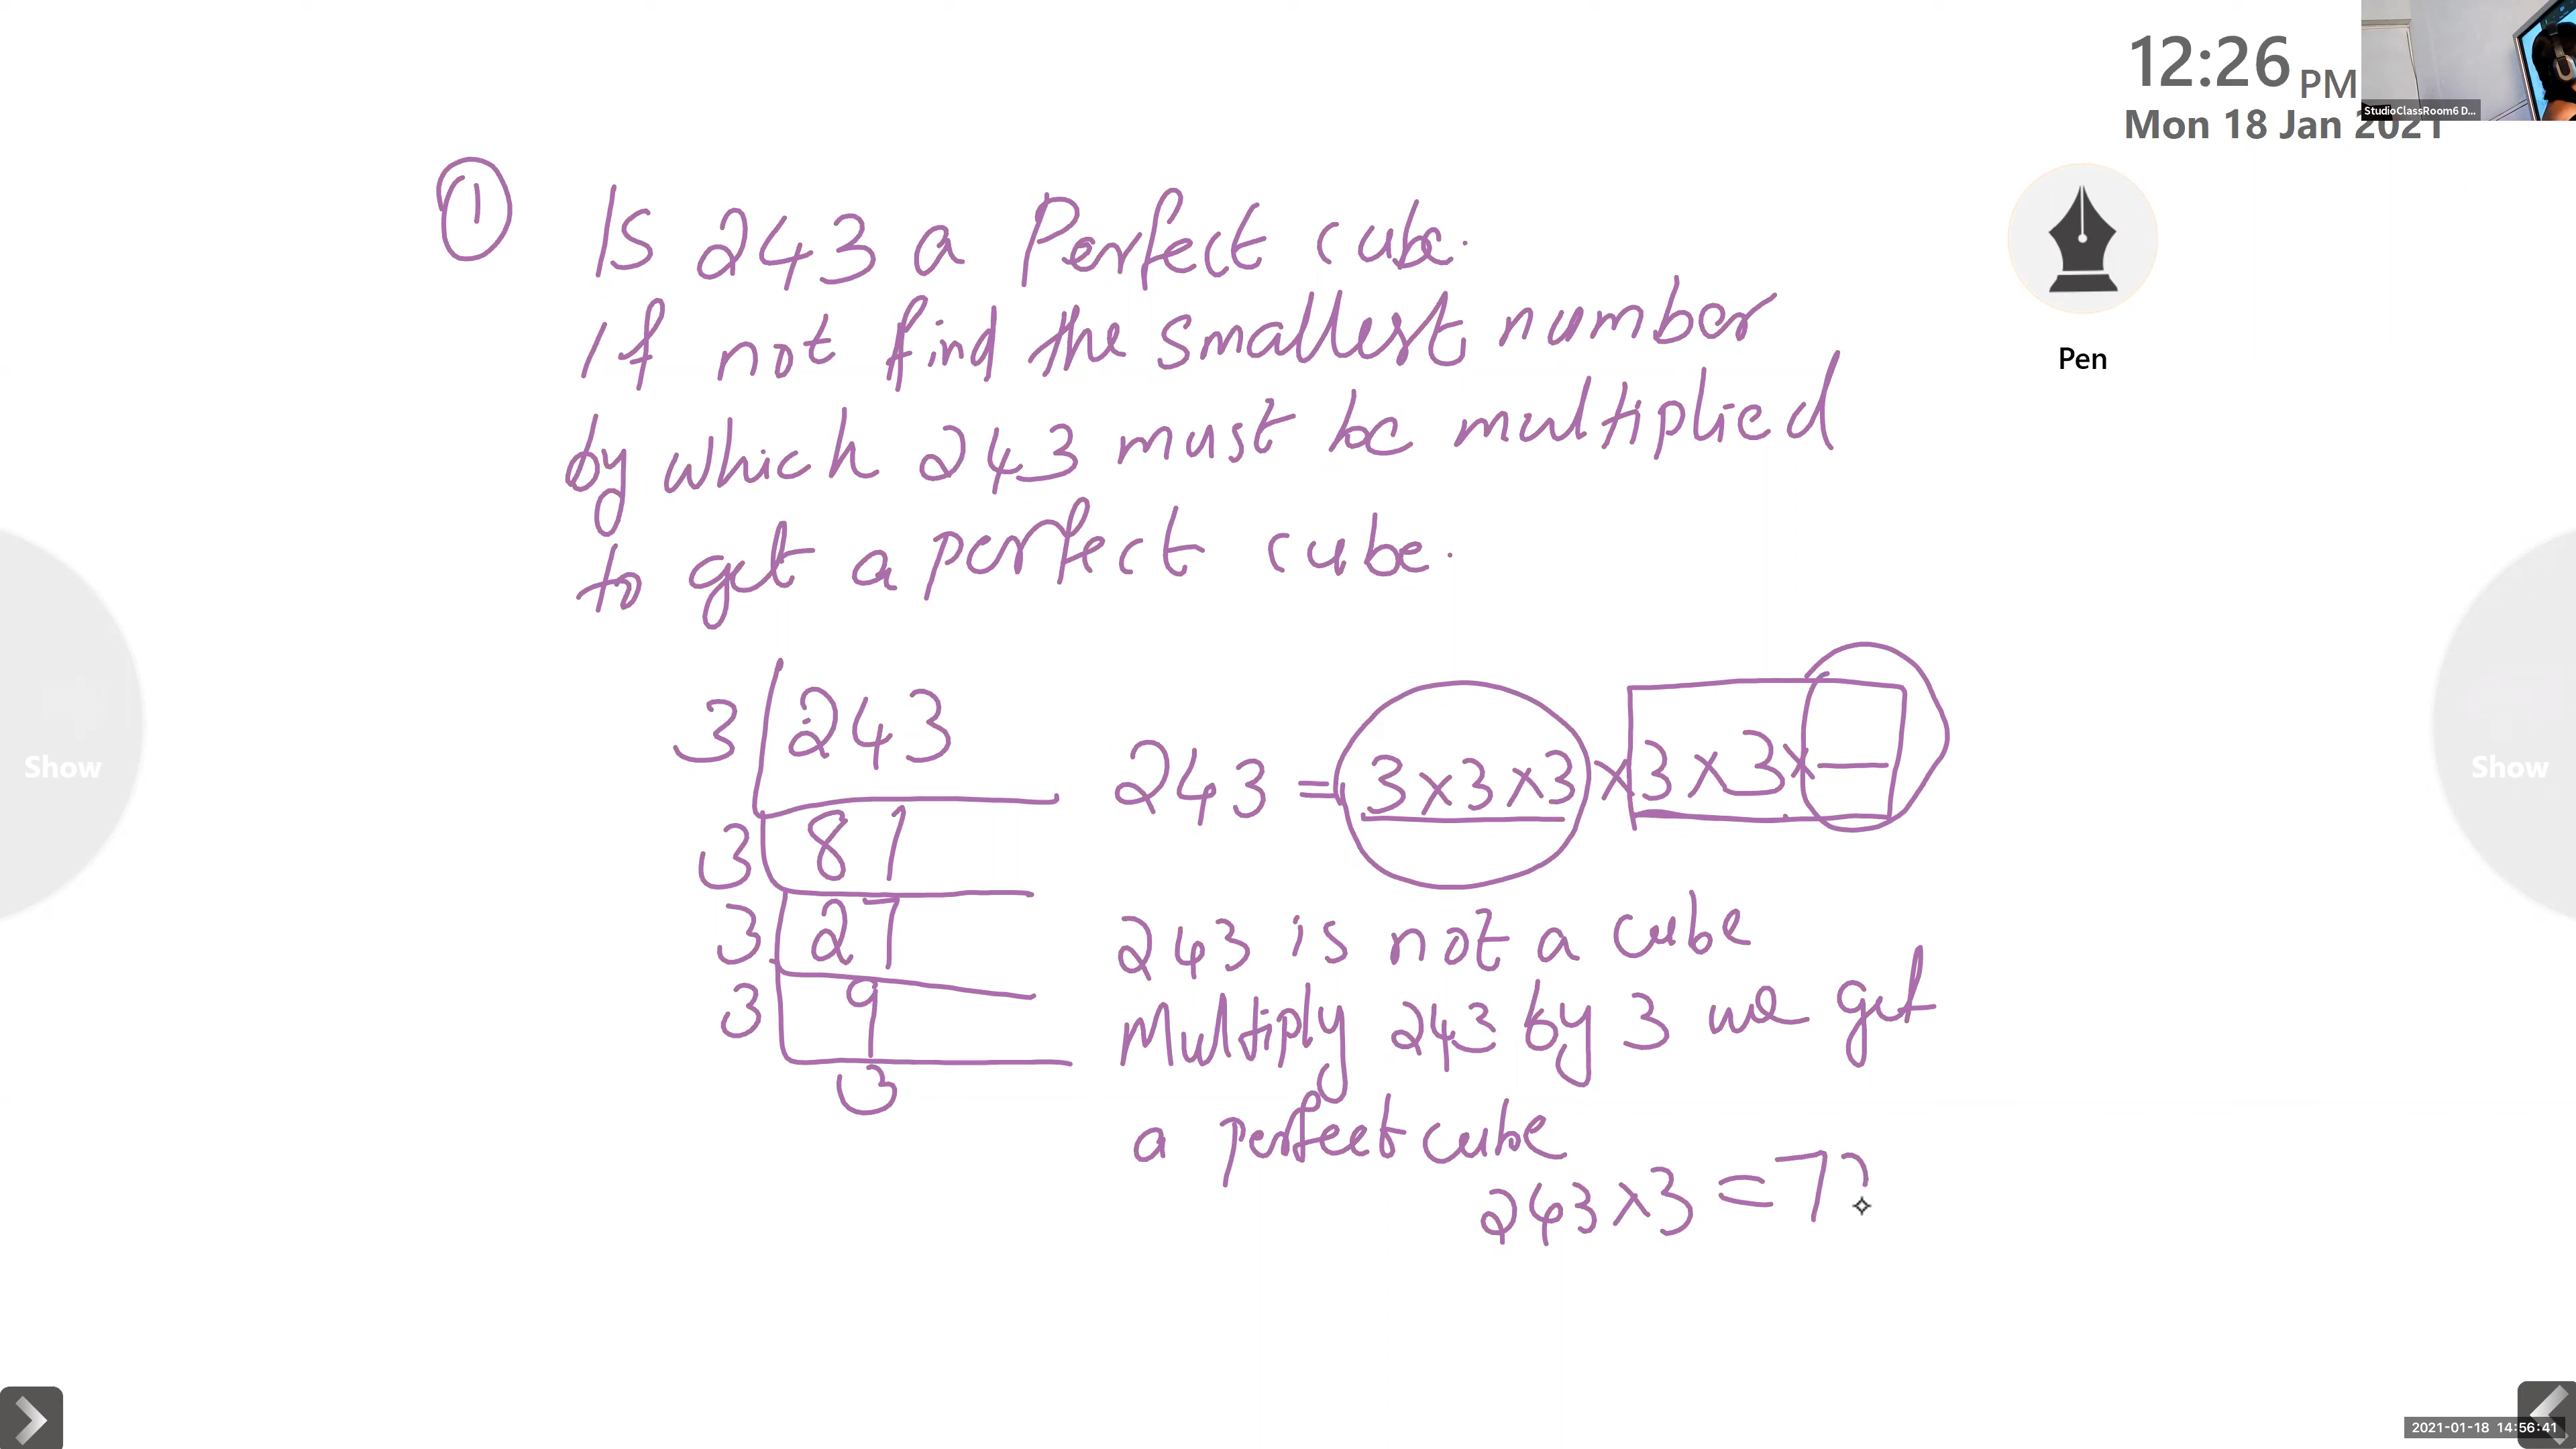 12:26 PM
Mon 18 Jan 2021
StudioClassRoom6 D...
Pen
① Is 243 a Perfect cube.
If not find the smallest number
by which 243 must be multiplied
to get a perfect cube.
3 | 243
3 | 81
3 | 27
3 | 9
3
243 = 3 × 3 × 3 × 3 × 3 × _
243 is not a cube
Multiply 243 by 3 we get
a perfect cube
243 × 3 = 7
Show
Show
2021-01-18 14:56:41